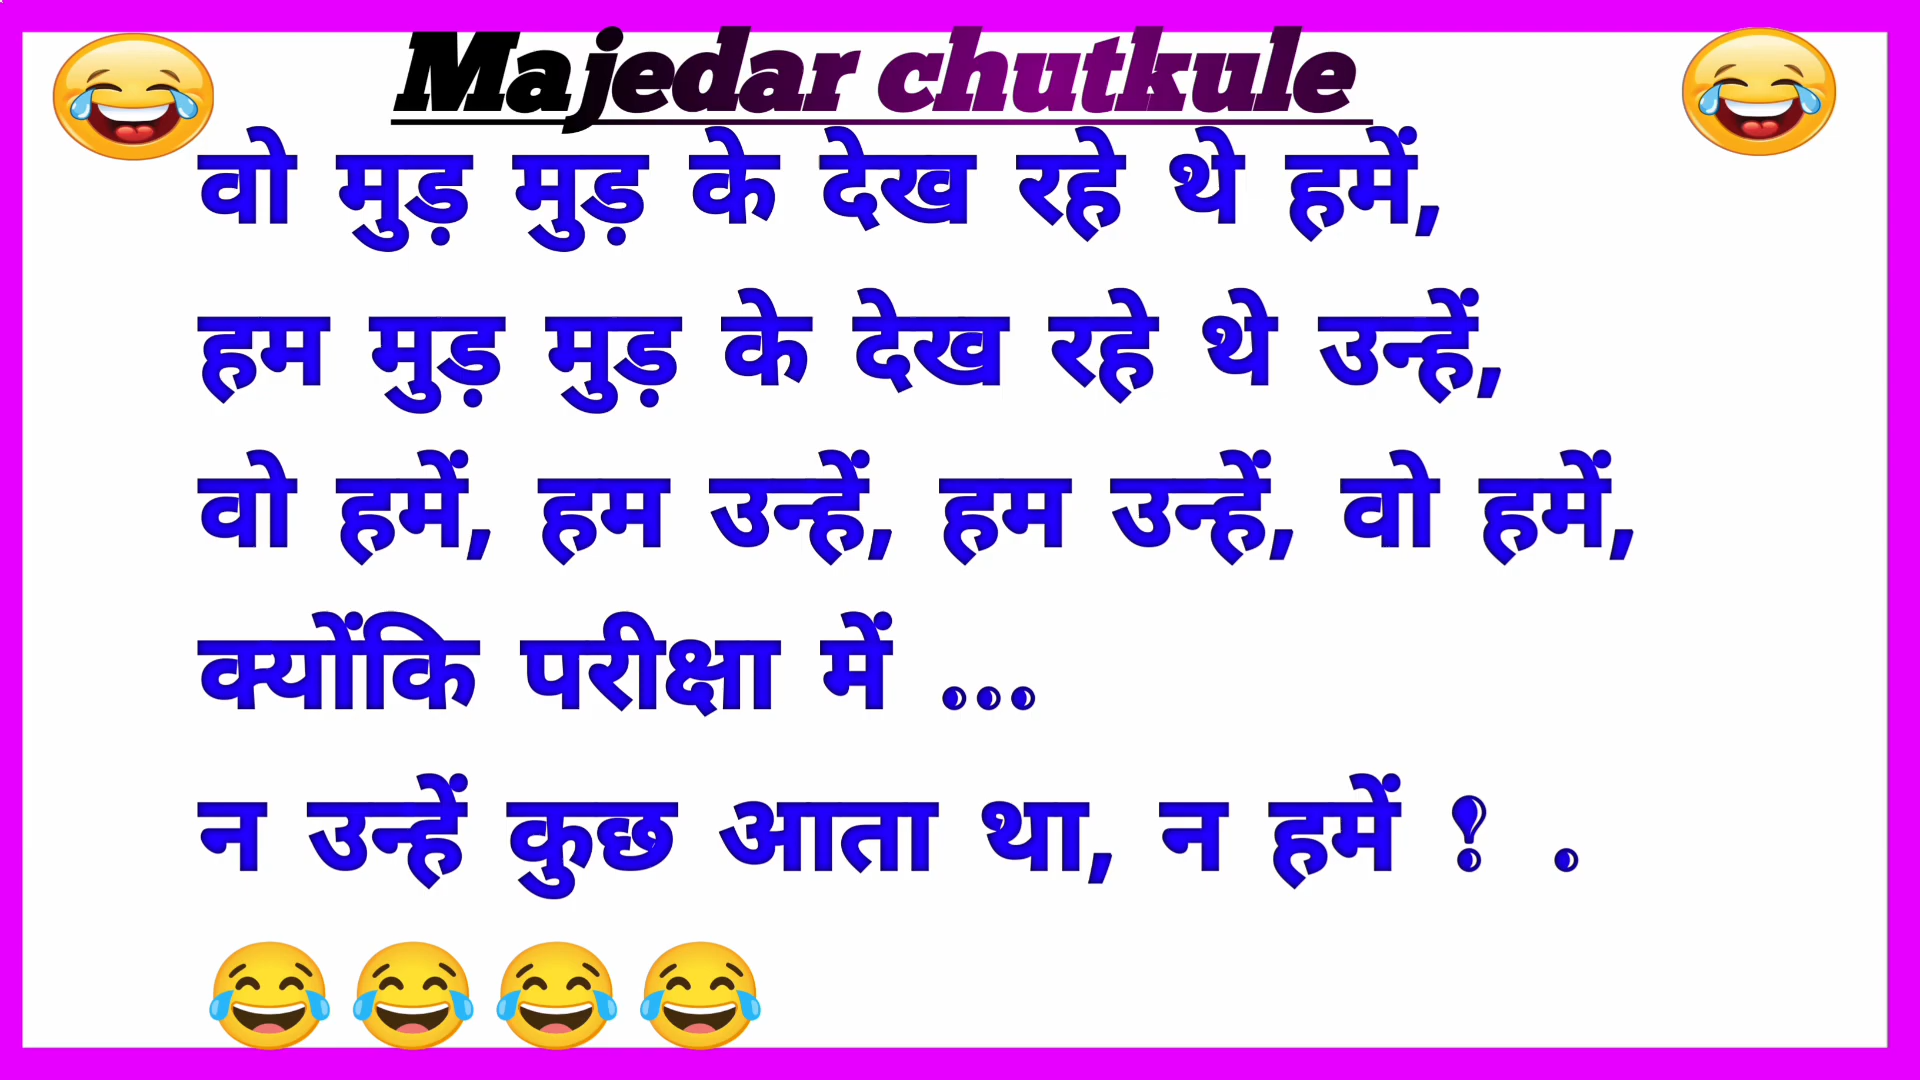 Majedar chutkule
वो मुड़ मुड़ के देख रहे थे हमें,
हम मुड़ मुड़ के देख रहे थे उन्हें,
वो हमें, हम उन्हें, हम उन्हें, वो हमें,
क्योंकि परीक्षा में ...
न उन्हें कुछ आता था, न हमें ! .
😂😂😂😂